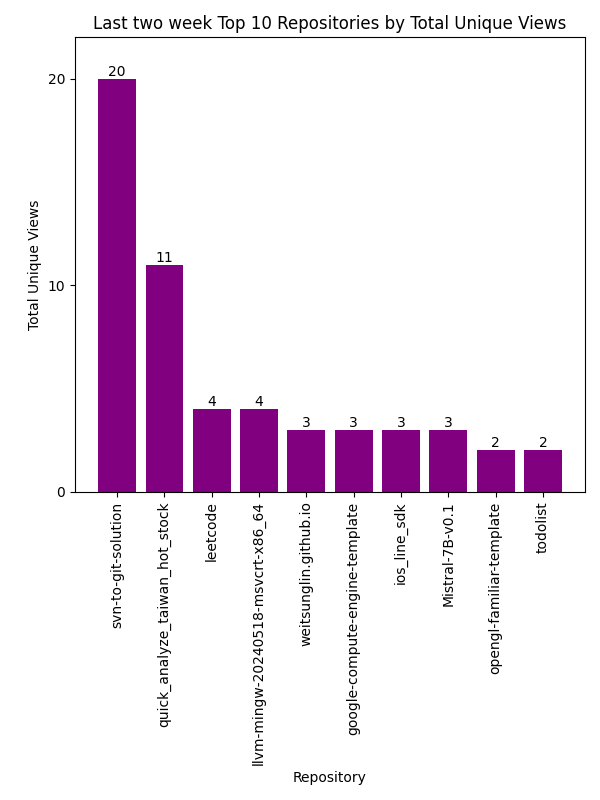 Last two week Top 10 Repositories by Total Unique Views
Total Unique Views
20
10
0
20
11
4
4
3
3
3
3
2
2
svn-to-git-solution
quick_analyze_taiwan_hot_stock
leetcode
llvm-mingw-20240518-msvcrt-x86_64
weitsunglin.github.io
google-compute-engine-template
ios_line_sdk
Mistral-7B-v0.1
opengl-familiar-template
todolist
Repository